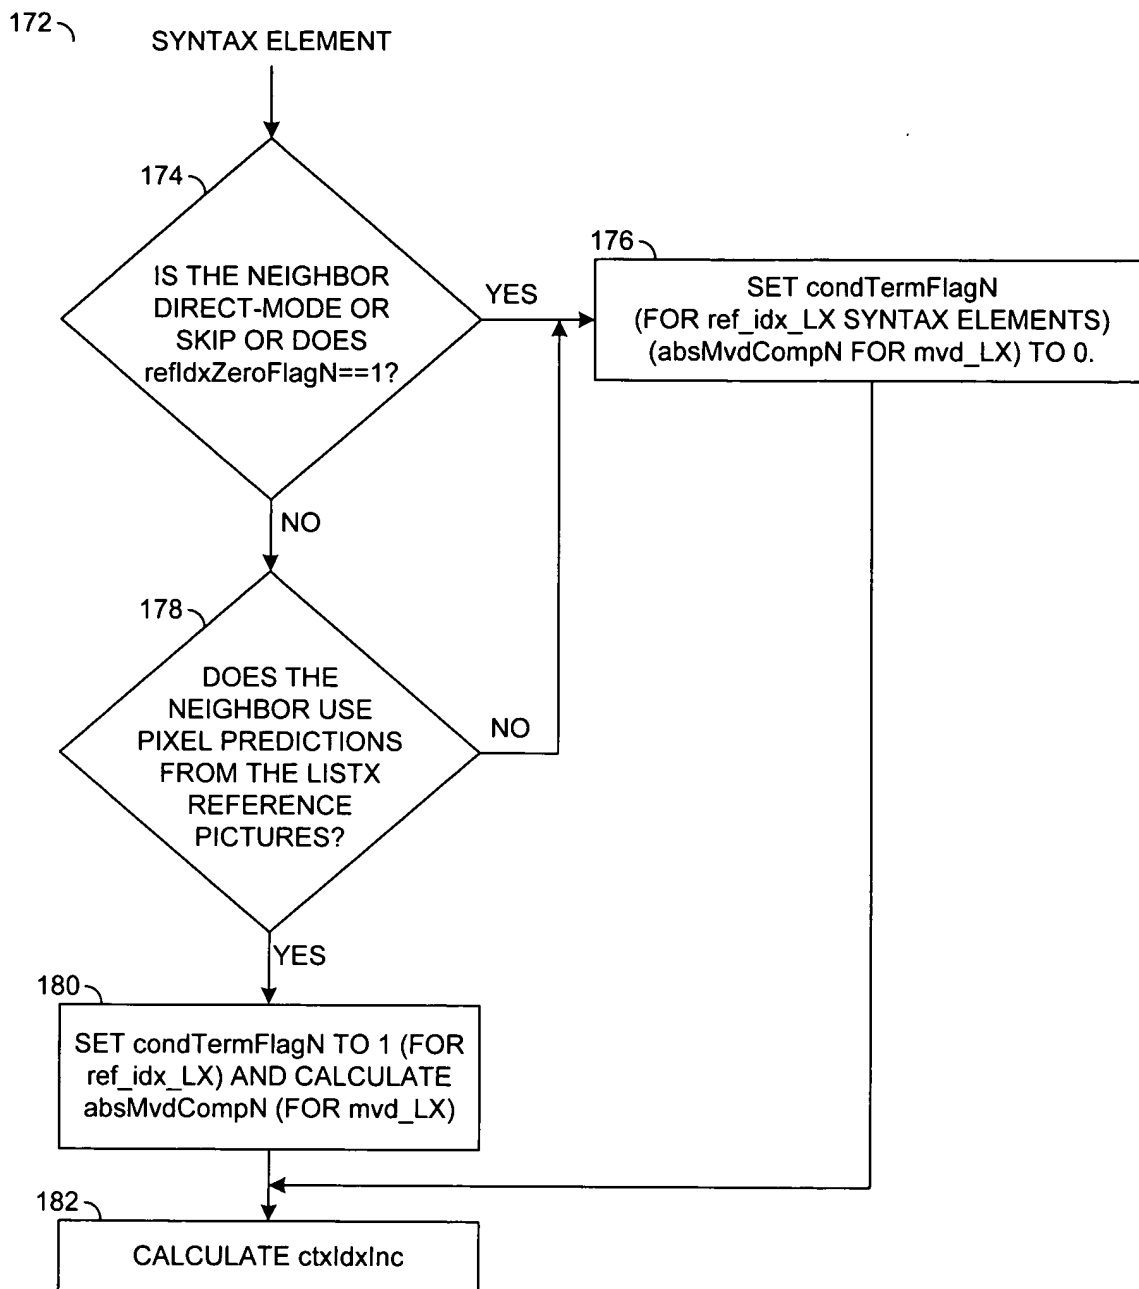 172
SYNTAX ELEMENT
174
IS THE NEIGHBOR
DIRECT-MODE OR
SKIP OR DOES
refIdxZeroFlagN==1?
YES
176
SET condTermFlagN
(FOR ref_idx_LX SYNTAX ELEMENTS)
(absMvdCompN FOR mvd_LX) TO 0.
NO
178
DOES THE
NEIGHBOR USE
PIXEL PREDICTIONS
FROM THE LISTX
REFERENCE
PICTURES?
NO
YES
180
SET condTermFlagN TO 1 (FOR
ref_idx_LX) AND CALCULATE
absMvdCompN (FOR mvd_LX)
182
CALCULATE ctxIdxInc